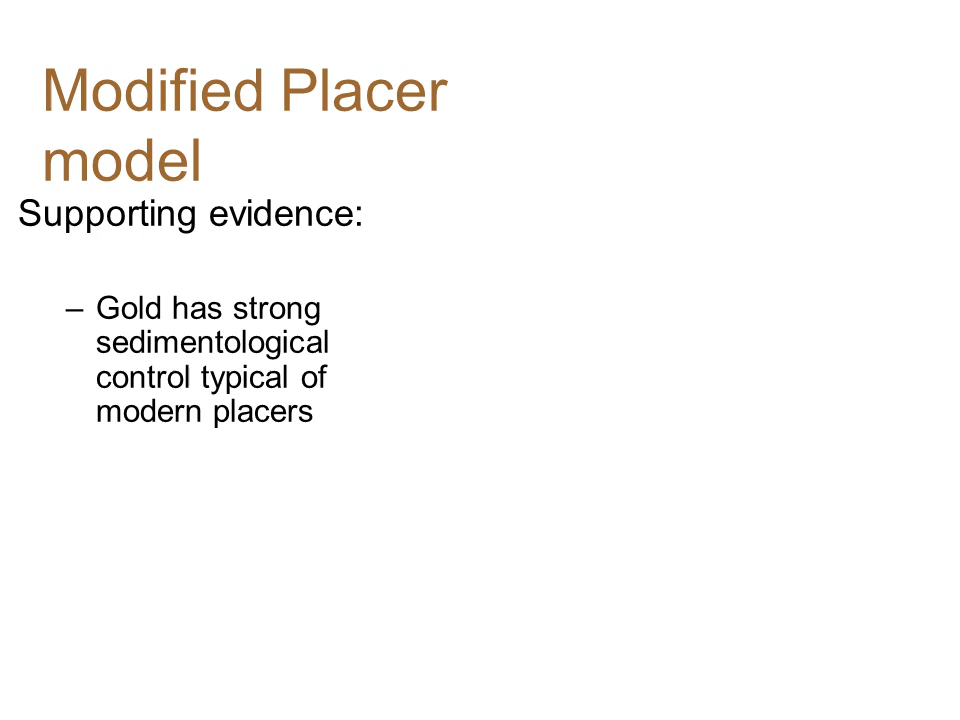 Modified Placer
model
Supporting evidence:
– Gold has strong
sedimentological
control typical of
modern placers